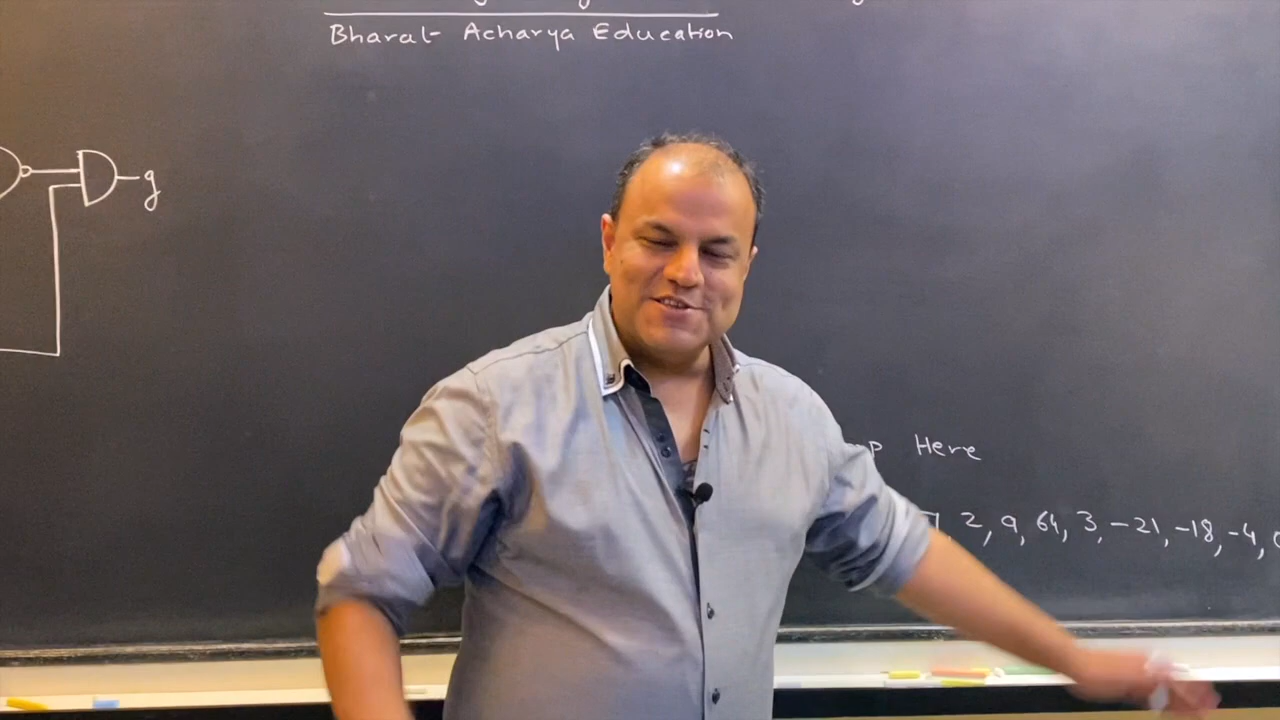 Bharat Acharya Education
g
Here
2, 9, 64, 3, -21, -18, -4,